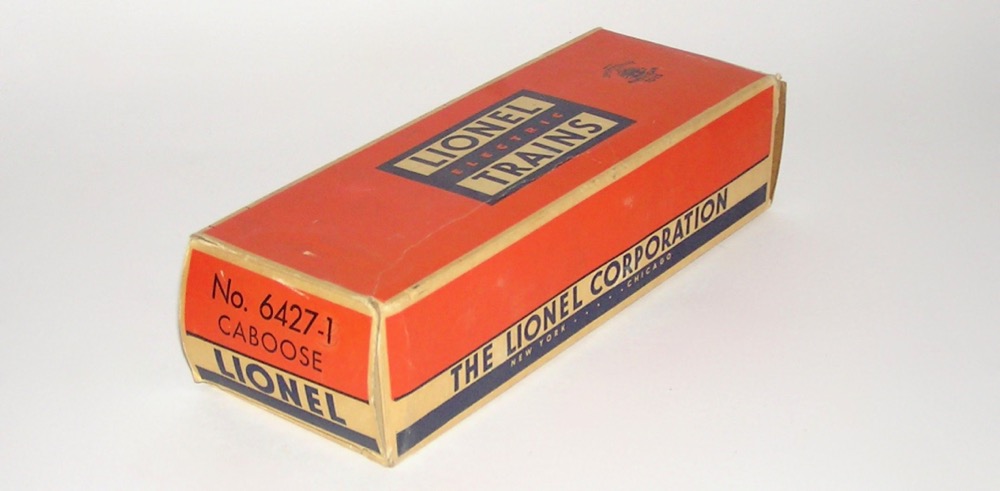 LIONEL
ELECTRIC
TRAINS
THE LIONEL CORPORATION
NEW YORK · · · · · CHICAGO
No. 6427-1
CABOOSE
LIONEL